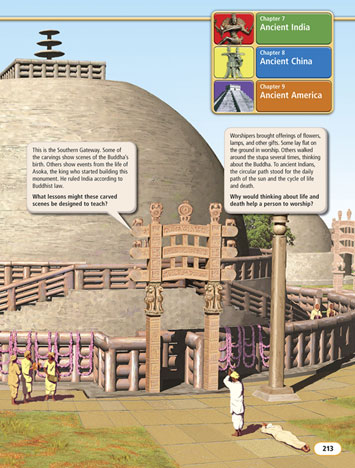 Chapter 7
Ancient India
Chapter 8
Ancient China
Chapter 9
Ancient America
This is the Southern Gateway. Some of
the carvings show scenes of the Buddha's
birth. Others show events from the life of
Asoka, the king who started building this
monument. He ruled India according to
Buddhist law.
What lessons might these carved
scenes be designed to teach?
Worshipers brought offerings of flowers,
lamps, and other gifts. Some lay flat on
the ground in worship. Others walked
around the stupa several times, thinking
about the Buddha. To ancient Indians,
the circular path stood for the daily
path of the sun and the cycle of life
and death.
Why would thinking about life and
death help a person to worship?
213